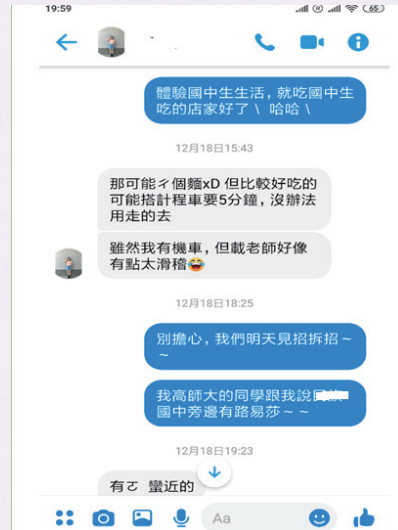 19:59
65
體驗國中生生活，就吃國中生
吃的店家好了 \ 哈哈 \
12月18日15:43
那可能ㄔ個麵xD 但比較好吃的
可能搭計程車要5分鐘，沒辦法
用走的去
雖然我有機車，但載老師好像
有點太滑稽😂
12月18日18:25
別擔心，我們明天見招拆招～
～
我高師大的同學跟我說
國中旁邊有路易莎～～
12月18日19:23
有ㄛ 蠻近的
Aa